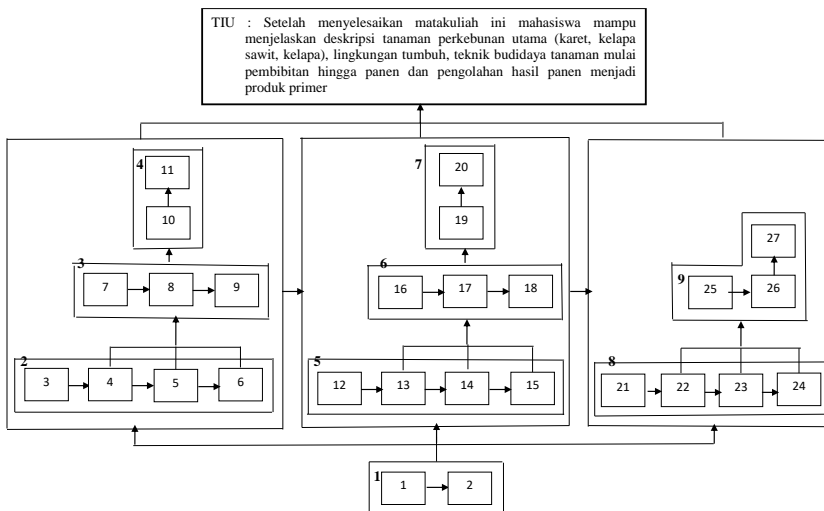 TIU : Setelah menyelesaikan matakuliah ini mahasiswa mampu
menjelaskan deskripsi tanaman perkebunan utama (karet, kelapa
sawit, kelapa), lingkungan tumbuh, teknik budidaya tanaman mulai
pembibitan hingga panen dan pengolahan hasil panen menjadi
produk primer
4
11
10
3
7 8 9
2
3 4 5 6
7
20
19
6
16 17 18
5
12 13 14 15
27
9
25 26
8
21 22 23 24
1
1 2